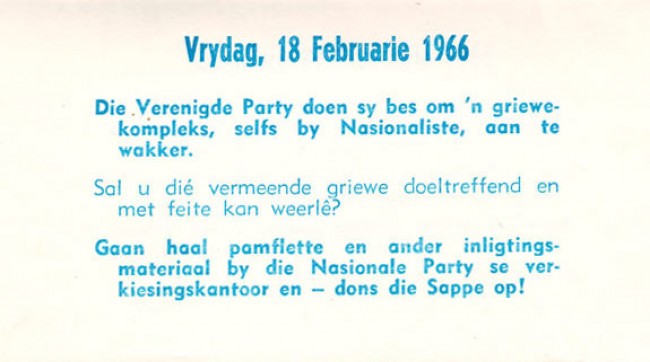 Vrydag, 18 Februarie 1966
Die Verenigde Party doen sy bes om 'n griewe-
kompleks, selfs by Nasionaliste, aan te
wakker.
Sal u dié vermeende griewe doeltreffend en
met feite kan weerlê?
Gaan haal pamflette en ander inligtings-
materiaal by die Nasionale Party se ver-
kiesingskantoor en – dons die Sappe op!